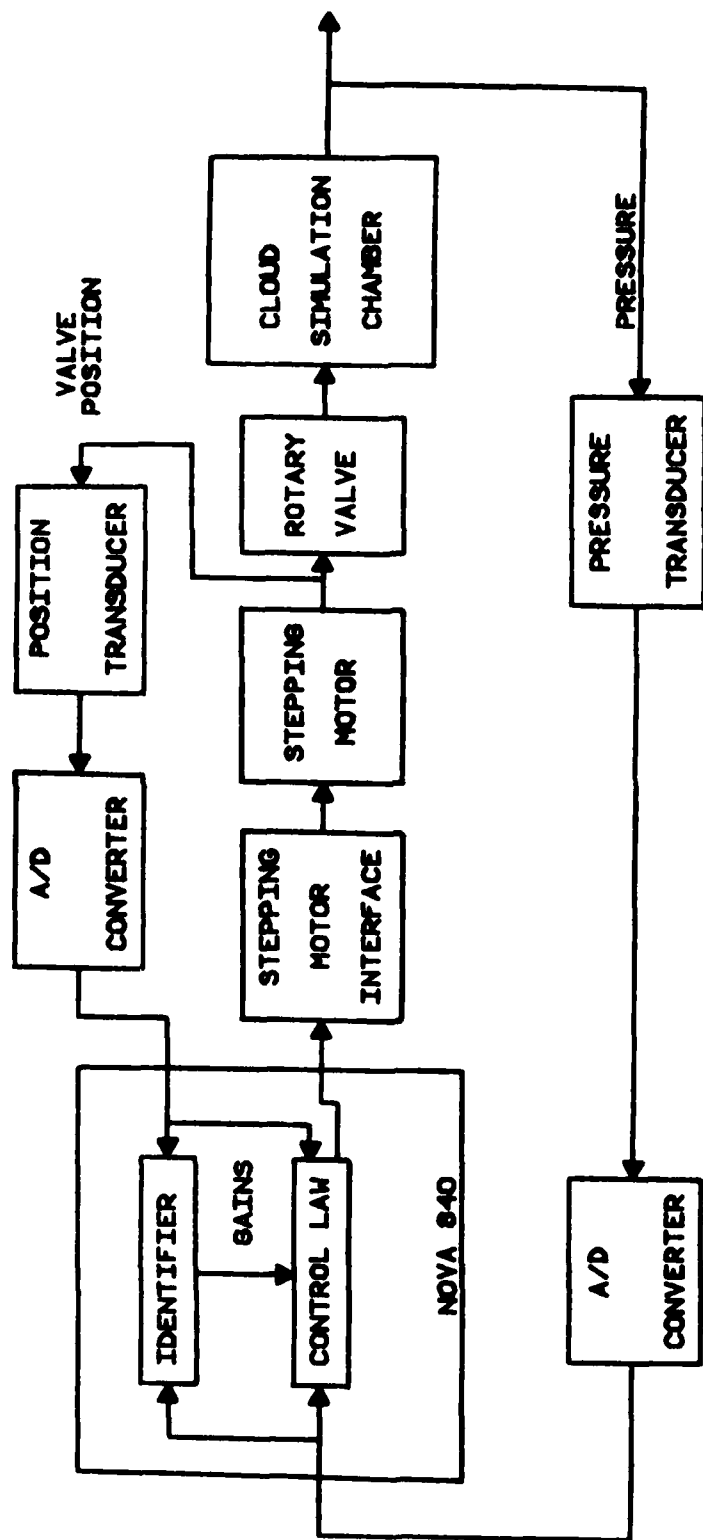 VALVE
POSITION
POSITION
TRANSDUCER
A/D
CONVERTER
IDENTIFIER
GAINS
CONTROL LAW
NOVA 840
STEPPING
MOTOR
INTERFACE
STEPPING
MOTOR
ROTARY
VALVE
CLOUD
SIMULATION
CHAMBER
PRESSURE
PRESSURE
TRANSDUCER
A/D
CONVERTER